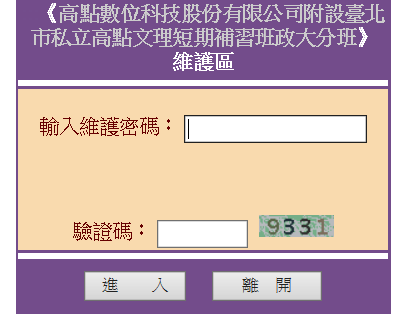 《高點數位科技股份有限公司附設臺北
市私立高點文理短期補習班政大分班》
維護區
輸入維護密碼：
驗證碼： 9331
進 入 離 開